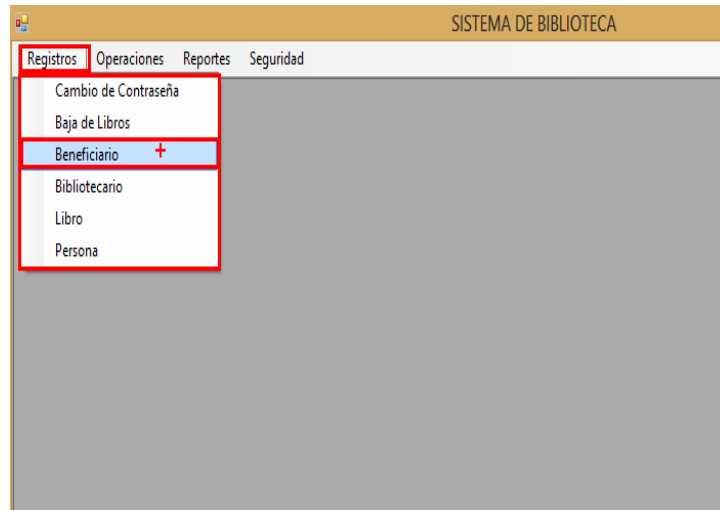 SISTEMA DE BIBLIOTECA
Registros Operaciones Reportes Seguridad
Cambio de Contraseña
Baja de Libros
Beneficiario
Bibliotecario
Libro
Persona